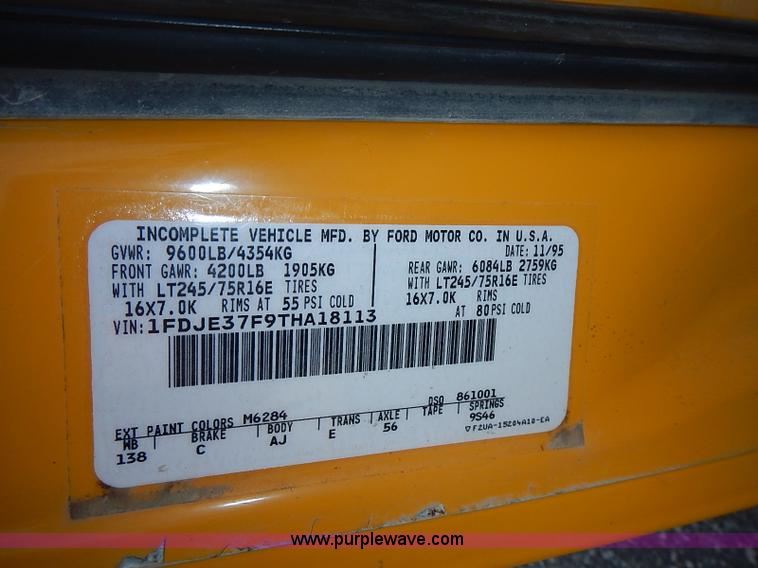 INCOMPLETE VEHICLE MFD. BY FORD MOTOR CO. IN U.S.A.
GVWR: 9600LB/4354KG DATE: 11/95
FRONT GAWR: 4200LB 1905KG REAR GAWR: 6084LB 2759KG
WITH LT245/75R16E TIRES WITH LT245/75R16E TIRES
16X7.0K RIMS AT 55 PSI COLD 16X7.0K RIMS
AT 80 PSI COLD
VIN: 1FDJE37F9THA18113
EXT PAINT COLORS M6284 DSO 861001
WB BRAKE BODY TRANS AXLE TAPE SPRINGS
138 C AJ E 56 9S46
▽F2UA-15204A10-CA
www.purplewave.com